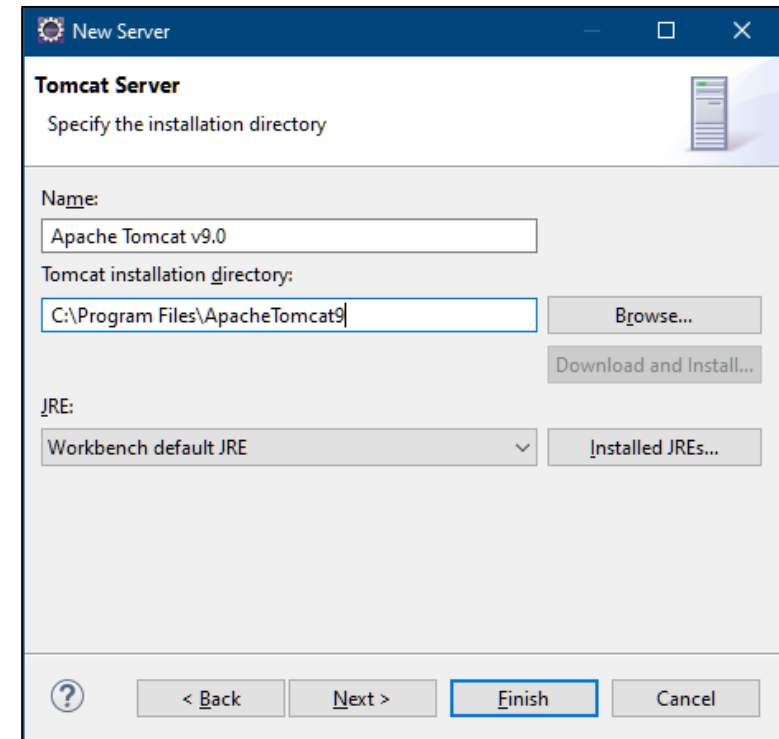 New Server
Tomcat Server
Specify the installation directory
Name:
Apache Tomcat v9.0
Tomcat installation directory:
C:\Program Files\ApacheTomcat9
Browse...
Download and Install...
JRE:
Workbench default JRE
Installed JREs...
?
< Back
Next >
Finish
Cancel